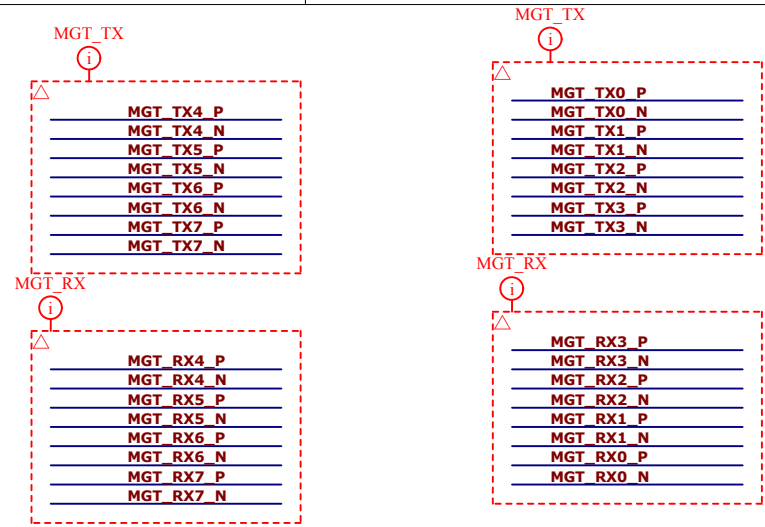 MGT_TX
i
MGT_TX4_P
MGT_TX4_N
MGT_TX5_P
MGT_TX5_N
MGT_TX6_P
MGT_TX6_N
MGT_TX7_P
MGT_TX7_N
MGT_RX
i
MGT_RX4_P
MGT_RX4_N
MGT_RX5_P
MGT_RX5_N
MGT_RX6_P
MGT_RX6_N
MGT_RX7_P
MGT_RX7_N
MGT_TX
i
MGT_TX0_P
MGT_TX0_N
MGT_TX1_P
MGT_TX1_N
MGT_TX2_P
MGT_TX2_N
MGT_TX3_P
MGT_TX3_N
MGT_RX
i
MGT_RX3_P
MGT_RX3_N
MGT_RX2_P
MGT_RX2_N
MGT_RX1_P
MGT_RX1_N
MGT_RX0_P
MGT_RX0_N